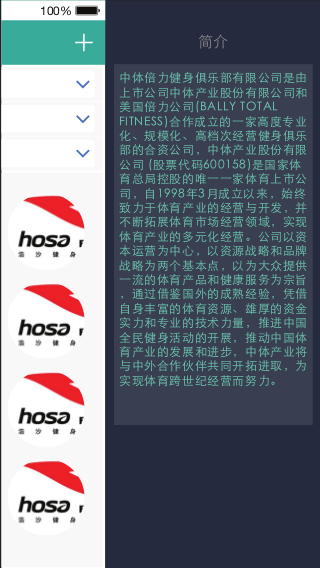 100%
简介
中体倍力健身俱乐部有限公司是由
上市公司中体产业股份有限公司和
美国倍力公司(BALLY TOTAL
FITNESS)合作成立的一家高度专业
化、规模化、高档次经营健身俱乐
部的合资公司，中体产业股份有限
公司 (股票代码600158)是国家体
育总局控股的唯一一家体育上市公
司，自1998年3月成立以来，始终
致力于体育产业的经营与开发，并
不断拓展体育市场经营领域，实现
体育产业的多元化经营。公司以资
本运营为中心，以资源战略和品牌
战略为两个基本点，以为大众提供
一流的体育产品和健康服务为宗旨
，通过借鉴国外的成熟经验，凭借
自身丰富的体育资源、雄厚的资金
实力和专业的技术力量，推进中国
全民健身活动的开展，推动中国体
育产业的发展和进步，中体产业将
与中外合作伙伴共同开拓进取，为
实现体育跨世纪经营而努力。
hosa F
浩沙健身
hosa F
浩沙健身
hosa F
浩沙健身
hosa F
浩沙健身